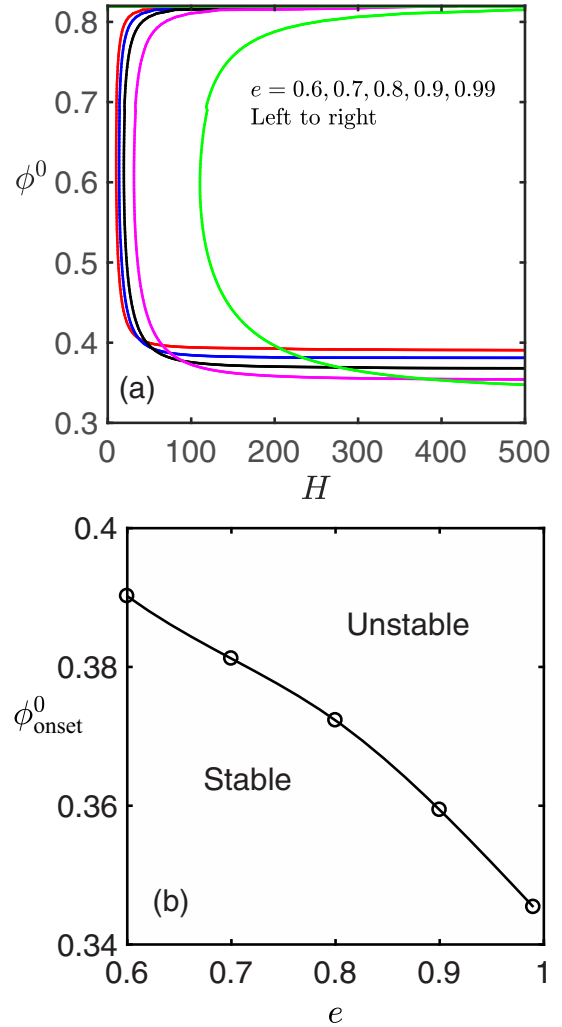 0.8
0.7
0.6
0.5
0.4
0.3
ϕ⁰
e = 0.6, 0.7, 0.8, 0.9, 0.99
Left to right
(a)
0 100 200 300 400 500
H
0.4
0.38
0.36
0.34
ϕ⁰onset
Unstable
Stable
(b)
0.6 0.7 0.8 0.9 1
e